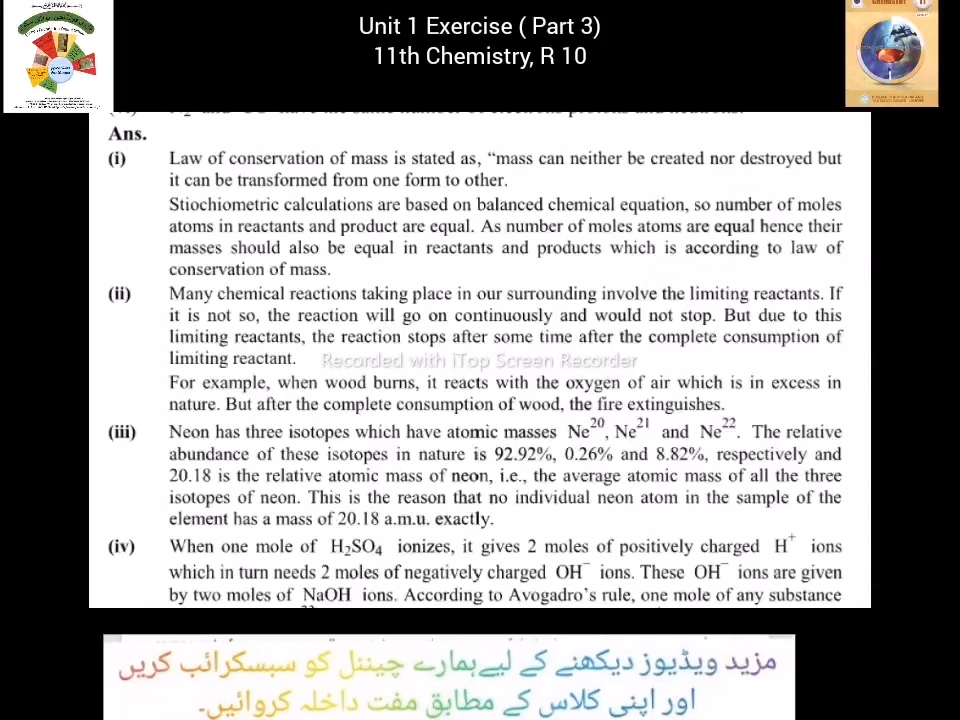 Unit 1 Exercise ( Part 3)
11th Chemistry, R 10
CHEMISTRY 11
Ans.
(i) Law of conservation of mass is stated as, “mass can neither be created nor destroyed but
it can be transformed from one form to other.
Stiochiometric calculations are based on balanced chemical equation, so number of moles
atoms in reactants and product are equal. As number of moles atoms are equal hence their
masses should also be equal in reactants and products which is according to law of
conservation of mass.
(ii) Many chemical reactions taking place in our surrounding involve the limiting reactants. If
it is not so, the reaction will go on continuously and would not stop. But due to this
limiting reactants, the reaction stops after some time after the complete consumption of
limiting reactant.
Recorded with iTop Screen Recorder
For example, when wood burns, it reacts with the oxygen of air which is in excess in
nature. But after the complete consumption of wood, the fire extinguishes.
(iii) Neon has three isotopes which have atomic masses Ne²⁰, Ne²¹ and Ne²². The relative
abundance of these isotopes in nature is 92.92%, 0.26% and 8.82%, respectively and
20.18 is the relative atomic mass of neon, i.e., the average atomic mass of all the three
isotopes of neon. This is the reason that no individual neon atom in the sample of the
element has a mass of 20.18 a.m.u. exactly.
(iv) When one mole of H₂SO₄ ionizes, it gives 2 moles of positively charged H⁺ ions
which in turn needs 2 moles of negatively charged OH⁻ ions. These OH⁻ ions are given
by two moles of NaOH ions. According to Avogadro’s rule, one mole of any substance
مزید ویڈیوز دیکھنے کے لیے ہمارے چیننل کو سبسکرائب کریں
اور اپنی کلاس کے مطابق مفت داخلہ کروائیں۔